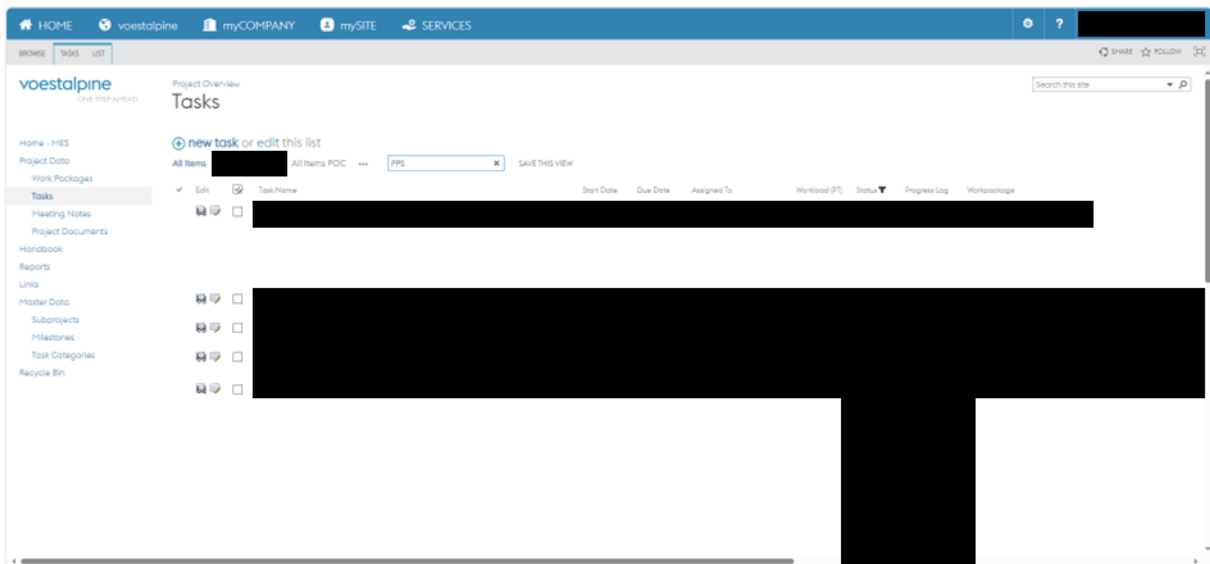 HOME voestalpine myCOMPANY mySITE SERVICES ?
BROWSE TASKS LIST SHARE FOLLOW
voestalpine
ONE STEP AHEAD.
Project Overview
Tasks
Search this site
new task or edit this list
All Items All Items POC ... PPS SAVE THIS VIEW
Edit Task Name Start Date Due Date Assigned To Workload (PT) Status Progress Log Workpackage
Home - MES
Project Data
Work Packages
Tasks
Meeting Notes
Project Documents
Handbook
Reports
Links
Master Data
Subprojects
Milestones
Task Categories
Recycle Bin